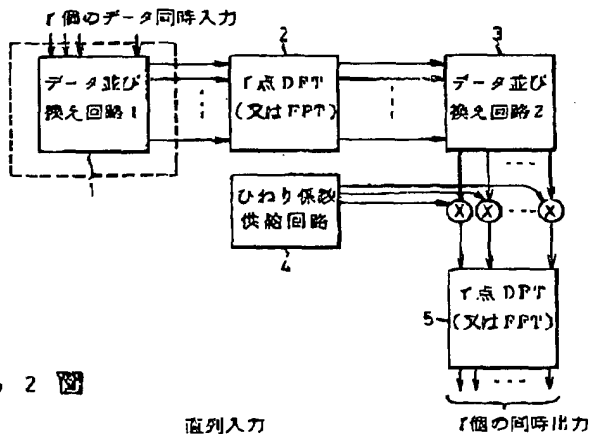 r個のデータ同時入力
データ並び
換え回路1
1
2
r点DFT
(又はFFT)
3
データ並び
換え回路2
ひねり係数
供給回路
4
5
r点DFT
(又はFFT)
r個の同時出力
2 図
直列入力